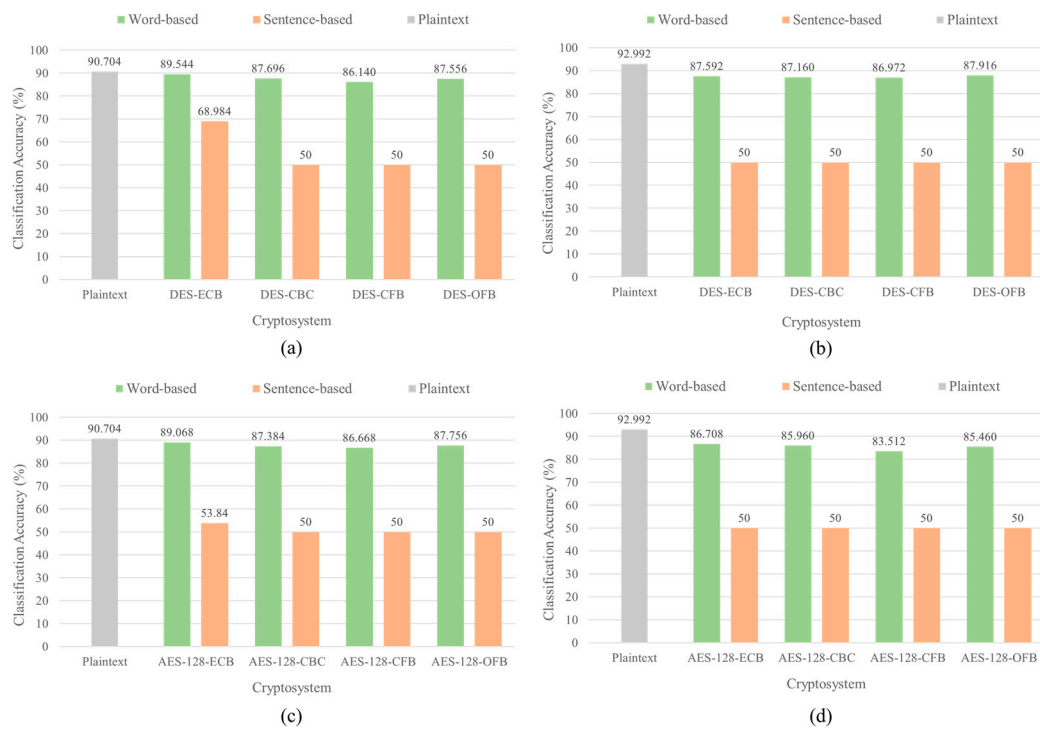 Word-based Sentence-based Plaintext
Classification Accuracy (%)
100
90
80
70
60
50
40
30
20
10
0
90.704 89.544 68.984 87.696 50 86.140 50 87.556 50
Plaintext DES-ECB DES-CBC DES-CFB DES-OFB
Cryptosystem
(a)
Word-based Sentence-based Plaintext
Classification Accuracy (%)
100
90
80
70
60
50
40
30
20
10
0
92.992 87.592 50 87.160 50 86.972 50 87.916 50
Plaintext DES-ECB DES-CBC DES-CFB DES-OFB
Cryptosystem
(b)
Word-based Sentence-based Plaintext
Classification Accuracy (%)
100
90
80
70
60
50
40
30
20
10
0
90.704 89.068 53.84 87.384 50 86.668 50 87.756 50
Plaintext AES-128-ECB AES-128-CBC AES-128-CFB AES-128-OFB
Cryptosystem
(c)
Word-based Sentence-based Plaintext
Classification Accuracy (%)
100
90
80
70
60
50
40
30
20
10
0
92.992 86.708 50 85.960 50 83.512 50 85.460 50
Plaintext AES-128-ECB AES-128-CBC AES-128-CFB AES-128-OFB
Cryptosystem
(d)